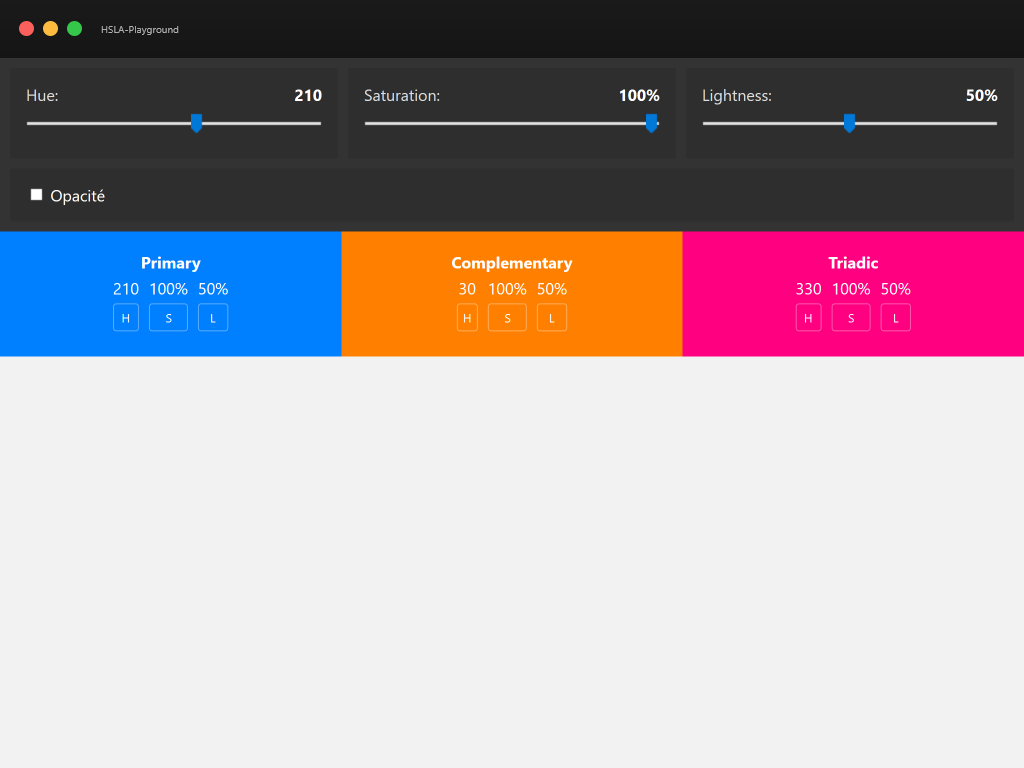 HSLA-Playground
Hue: 210
Saturation: 100%
Lightness: 50%
Opacité
Primary
210 100% 50%
H S L
Complementary
30 100% 50%
H S L
Triadic
330 100% 50%
H S L